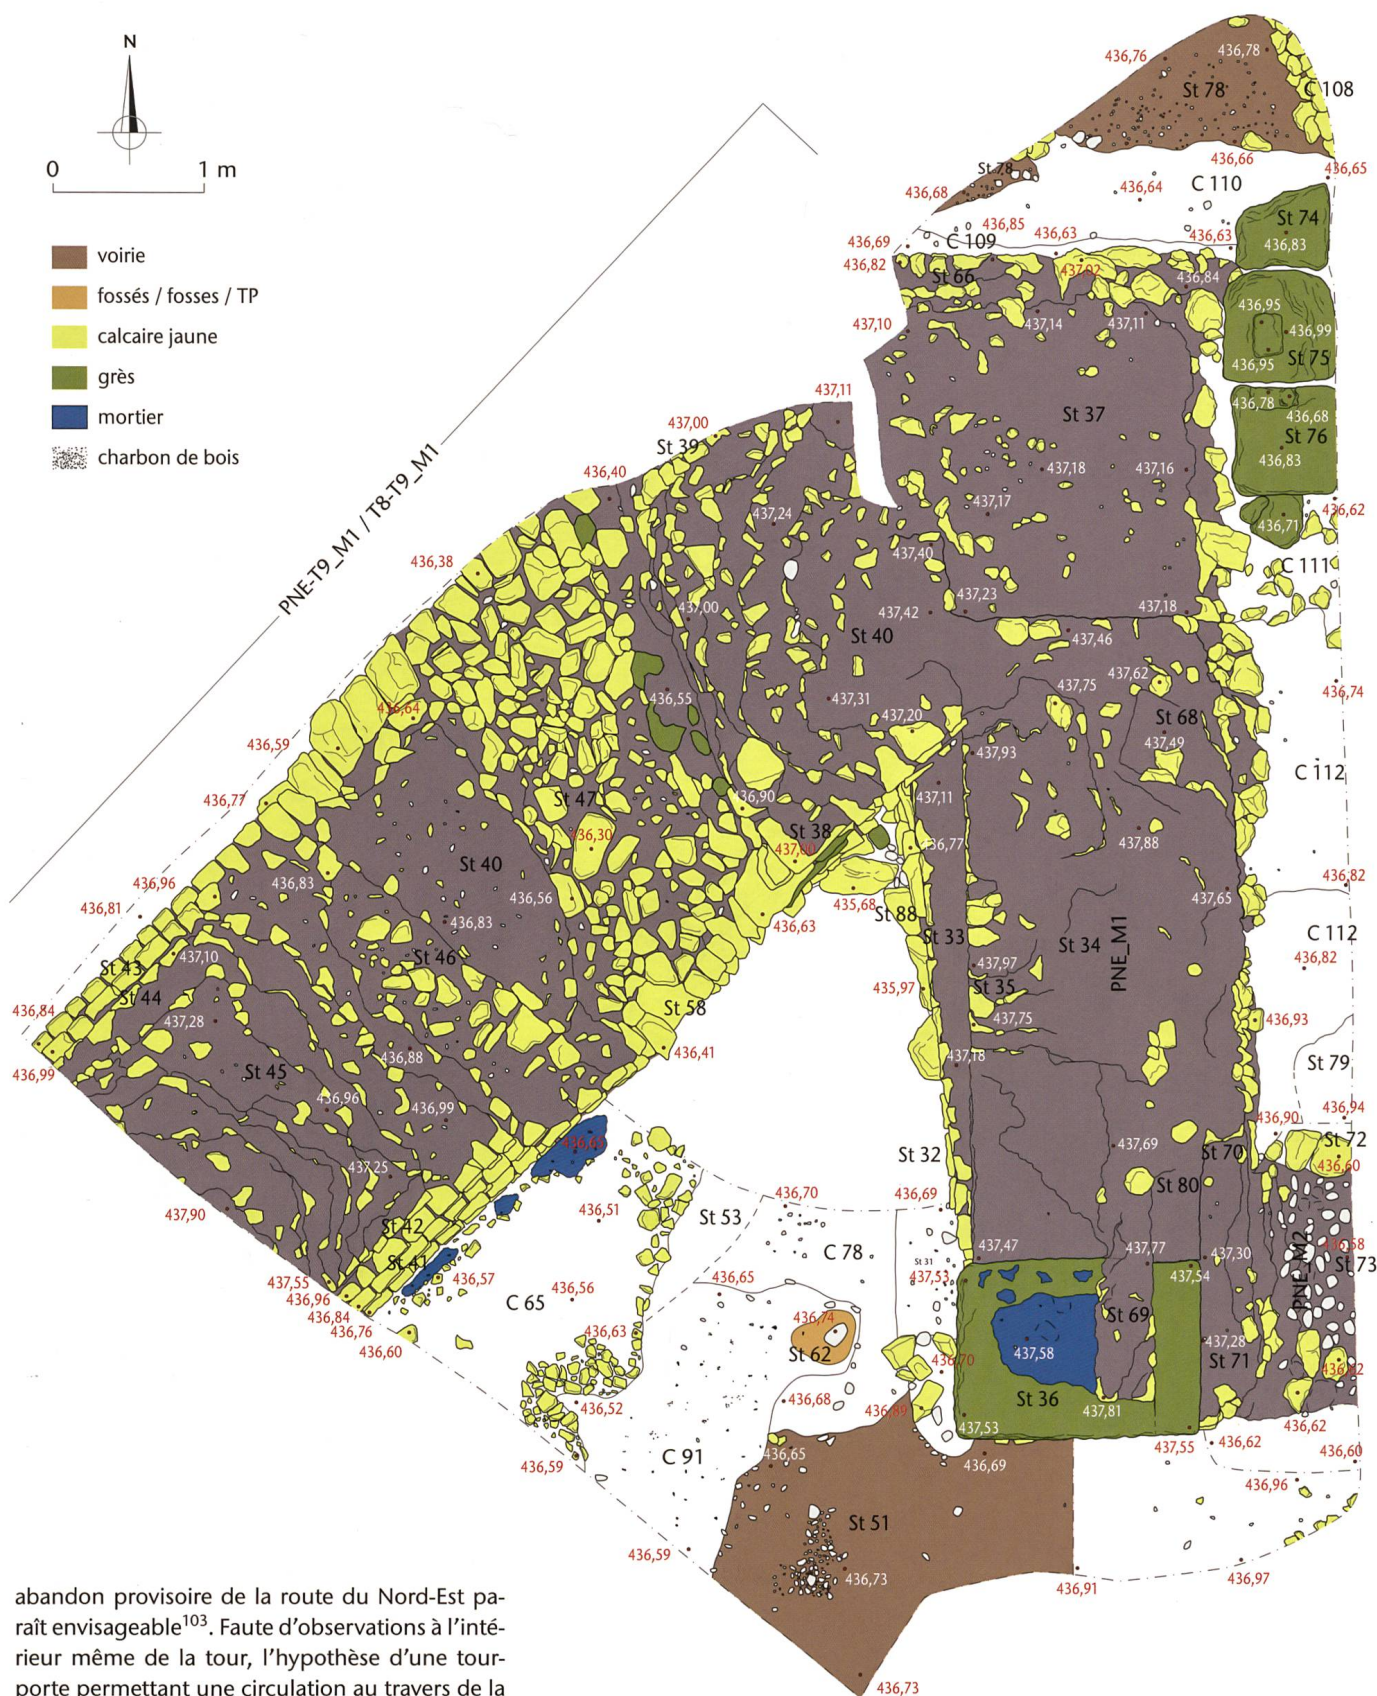 N
0 1 m
voirie
fossés / fosses / TP
calcaire jaune
grès
mortier
charbon de bois
PNE-T9_M1 / T8-T9_M1
436,76
436,78
St 78
C 108
St 78
436,66
436,65
436,68
436,64
C 110
St 74
436,85
436,63
436,63
436,83
436,69
C 109
436,82
St 66
437,02
436,84
436,95
437,10
437,14
437,11
436,99
St 75
436,95
437,11
437,00
St 37
436,78
436,68
St 39
St 76
436,40
437,18
437,16
436,83
437,17
437,24
436,71
436,62
437,40
436,38
C 111
437,00
437,42
437,23
437,18
St 40
437,46
437,62
436,55
437,31
437,75
436,74
436,64
437,20
St 68
436,59
437,93
437,49
C 112
436,77
St 47
436,90
437,11
436,30
St 38
437,00
436,77
437,88
St 40
436,83
436,96
436,56
435,68
437,65
436,82
436,81
436,83
436,63
St 88
St 33
St 34
PNE_M1
C 112
437,10
St 46
437,97
436,82
St 43
St 44
435,97
St 35
St 58
436,84
437,28
437,75
436,93
436,88
436,41
437,18
St 79
436,99
St 45
436,96
436,99
436,94
436,90
436,63
437,69
St 72
St 32
St 70
436,60
437,25
St 80
437,90
436,70
436,69
436,51
St 53
St 42
C 78
437,47
437,77
437,30
436,58
St 41
St 31
St 73
437,55
436,57
436,65
437,53
437,54
PNE_M2
436,96
436,56
436,84
C 65
436,74
St 69
436,76
436,63
437,58
437,28
436,60
St 62
436,70
St 71
436,68
St 36
436,52
436,89
437,81
437,53
436,62
436,65
437,55
436,62
436,60
436,59
C 91
436,69
436,96
St 51
436,59
436,73
436,91
436,97
436,73
abandon provisoire de la route du Nord-Est pa-
raît envisageable103. Faute d'observations à l'inté-
rieur même de la tour, l'hypothèse d'une tour-
porte permettant une circulation au travers de la